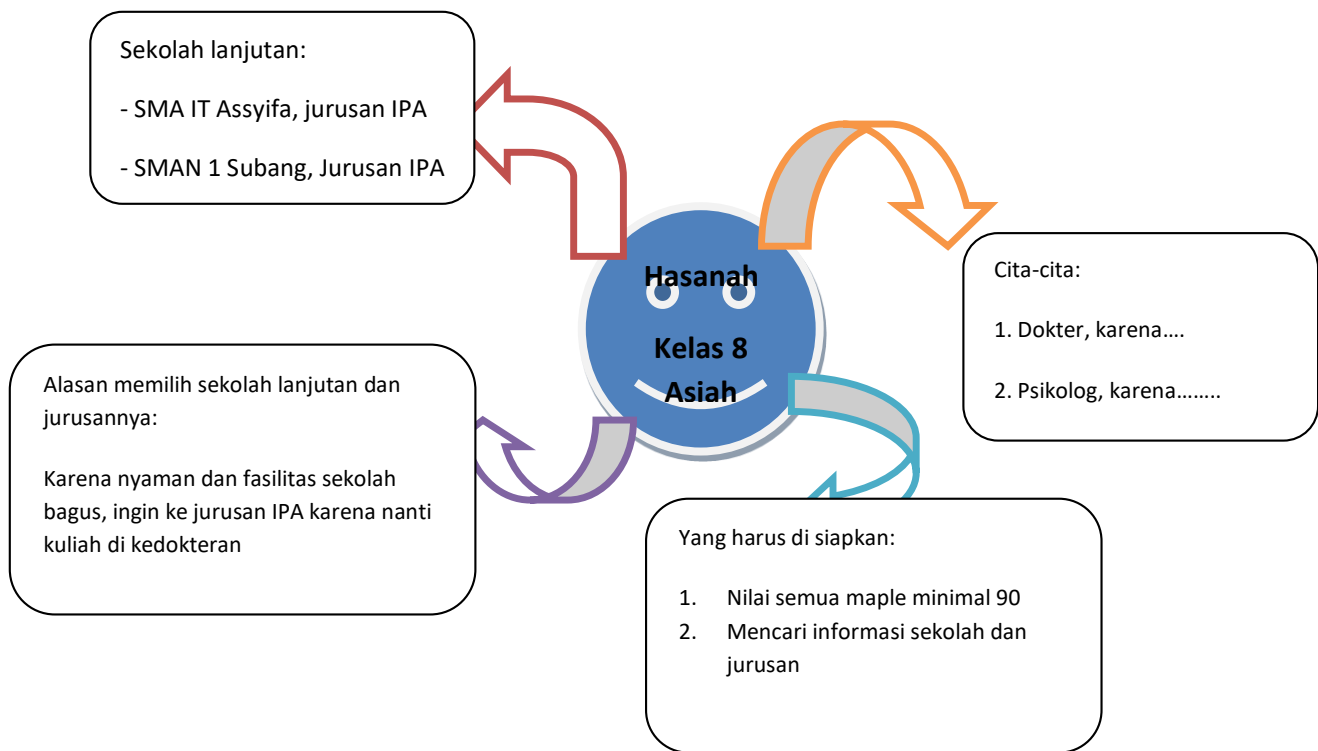 Sekolah lanjutan:
- SMA IT Assyifa, jurusan IPA
- SMAN 1 Subang, Jurusan IPA
Hasanah
Kelas 8
Asiah
Cita-cita:
1. Dokter, karena....
2. Psikolog, karena........
Alasan memilih sekolah lanjutan dan
jurusannya:
Karena nyaman dan fasilitas sekolah
bagus, ingin ke jurusan IPA karena nanti
kuliah di kedokteran
Yang harus di siapkan:
1. Nilai semua maple minimal 90
2. Mencari informasi sekolah dan
jurusan